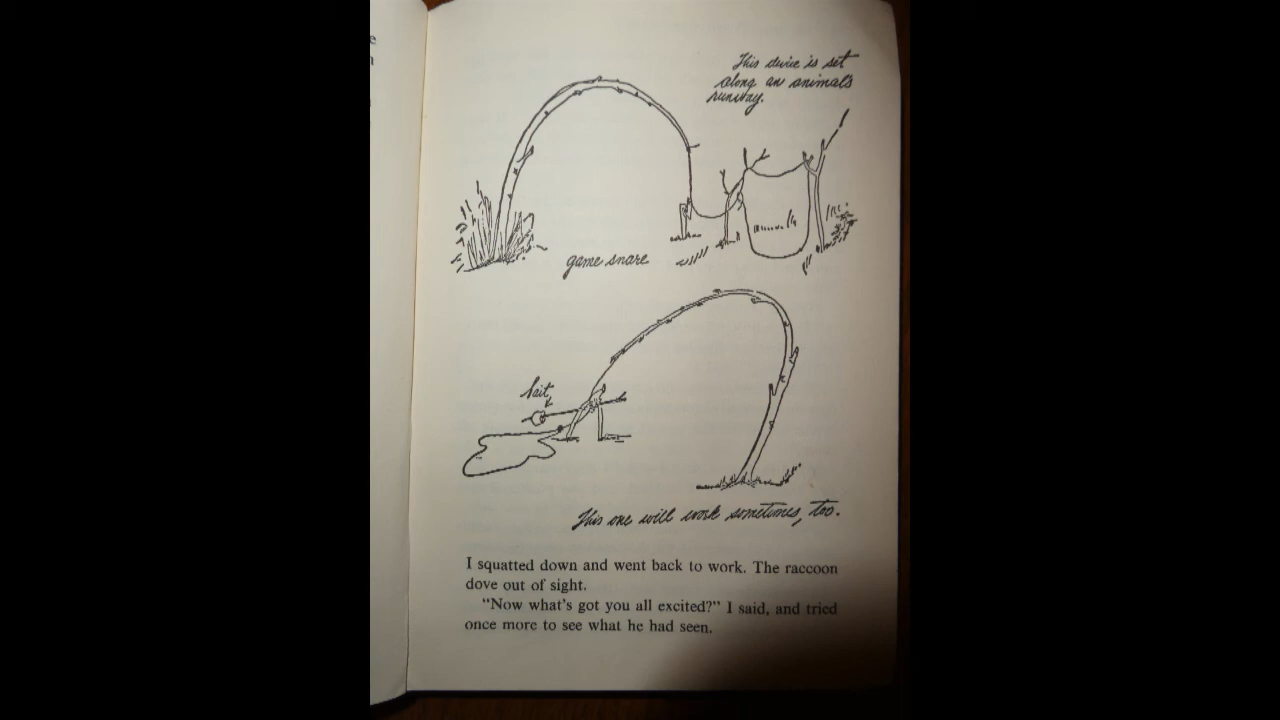 This device is set
along an animal's
runway.
game snare
bait
This one will work sometimes, too.
I squatted down and went back to work. The raccoon
dove out of sight.
"Now what's got you all excited?" I said, and tried
once more to see what he had seen.